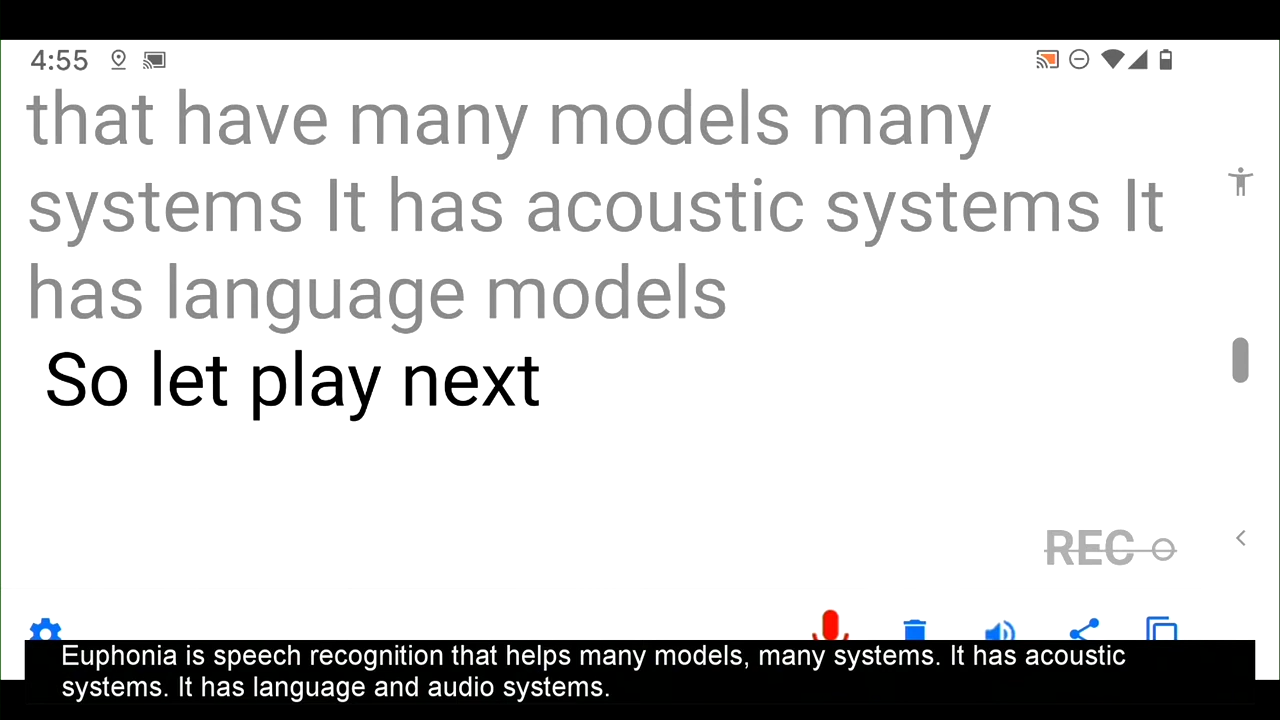 4:55
that have many models many
systems It has acoustic systems It
has language models
So let play next
REC
Euphonia is speech recognition that helps many models, many systems. It has acoustic
systems. It has language and audio systems.